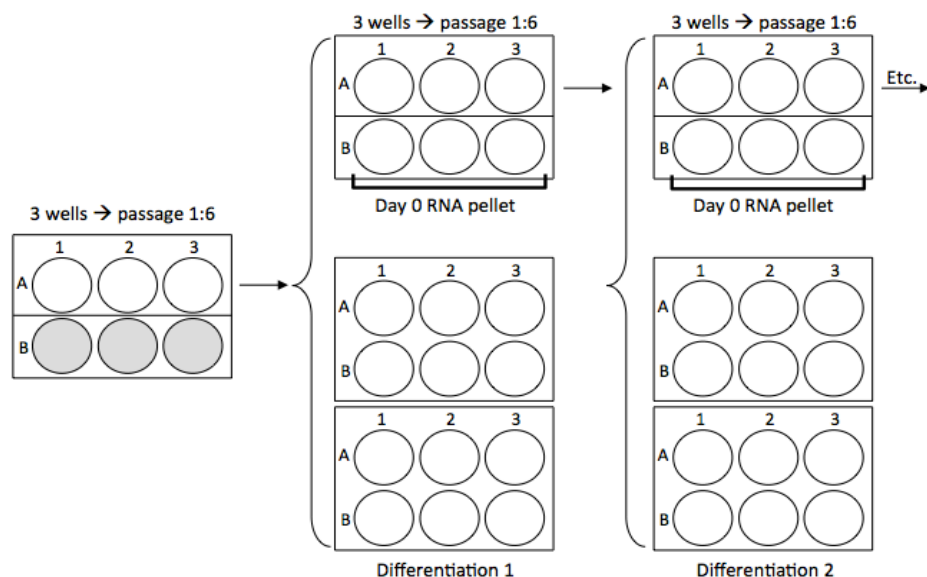 3 wells → passage 1:6
1 2 3
A
B
3 wells → passage 1:6
1 2 3
A
B
Day 0 RNA pellet
1 2 3
A
B
1 2 3
A
B
Differentiation 1
3 wells → passage 1:6
1 2 3
A
B
Day 0 RNA pellet
1 2 3
A
B
1 2 3
A
B
Differentiation 2
Etc.